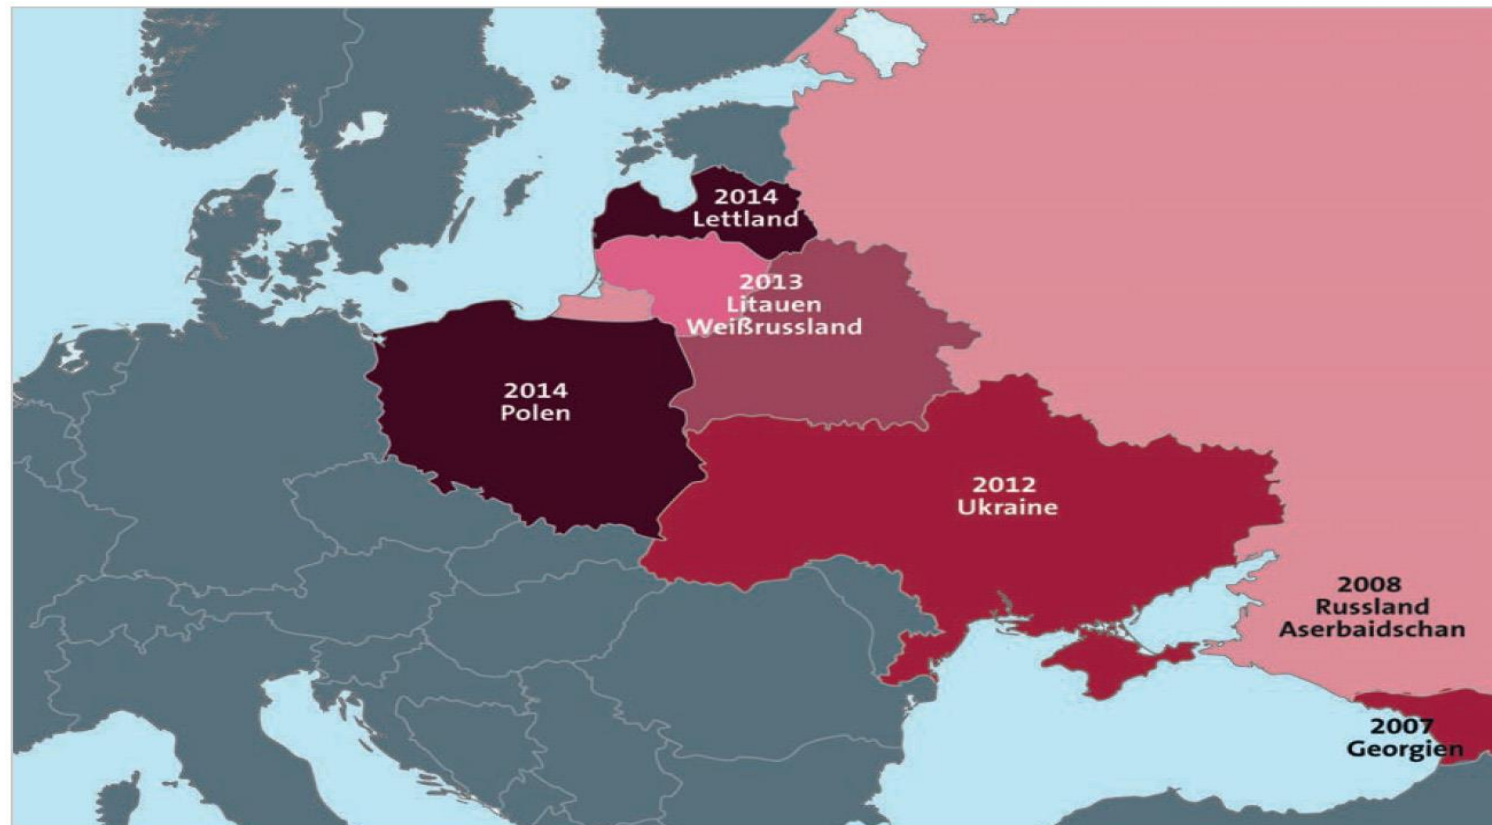 2014
Lettland
2013
Litauen
Weißrussland
2014
Polen
2012
Ukraine
2008
Russland
Aserbaidschan
2007
Georgien